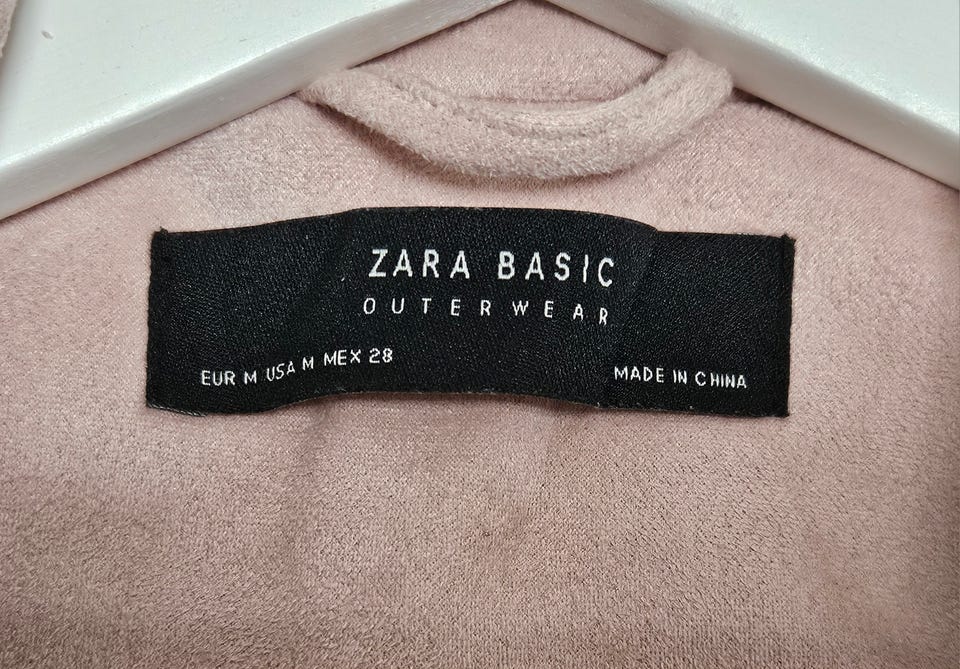 ZARA BASIC
OUTERWEAR
EUR M USA M MEX 28
MADE IN CHINA